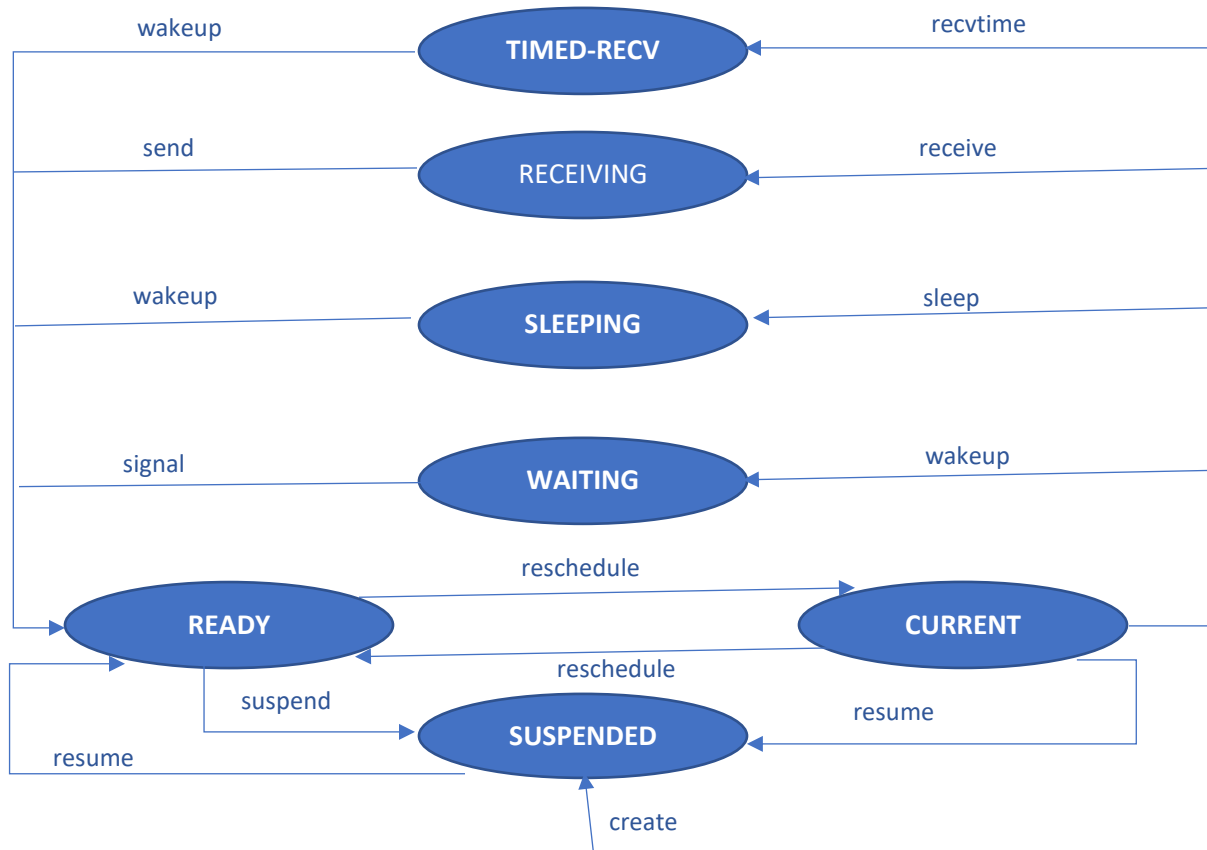 wakeup
TIMED-RECV
recvtime
send
RECEIVING
receive
wakeup
SLEEPING
sleep
signal
WAITING
wakeup
reschedule
READY
CURRENT
reschedule
suspend
SUSPENDED
resume
resume
create